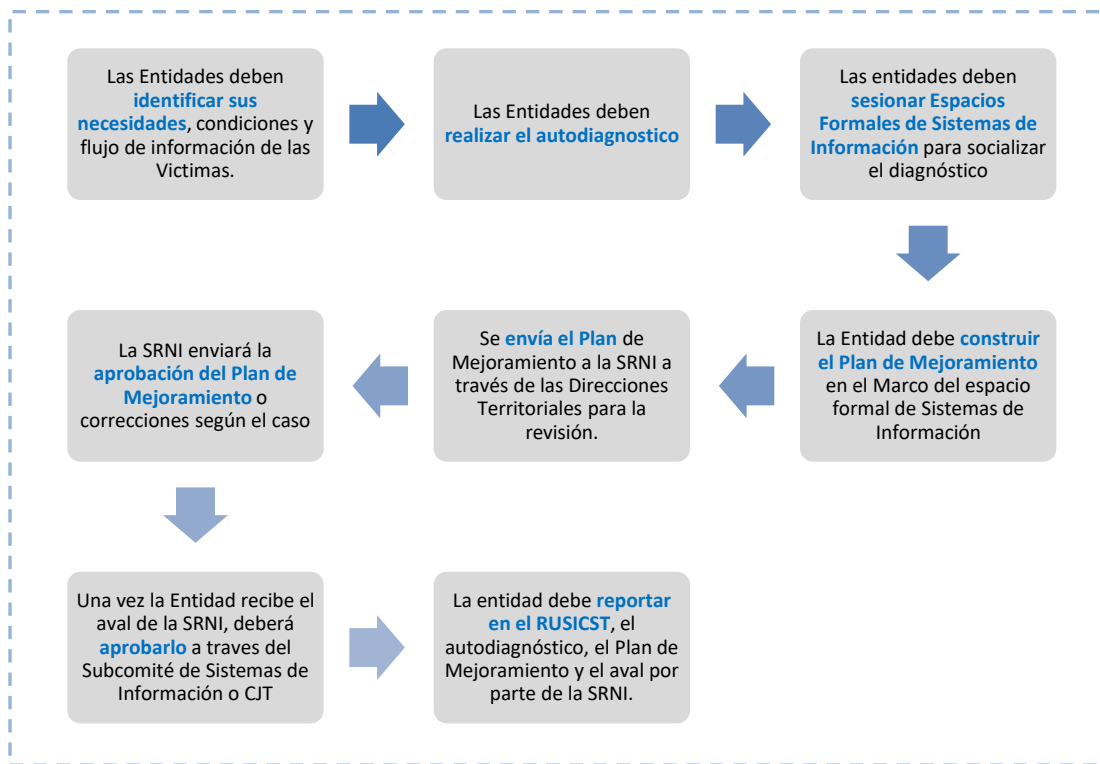 Las Entidades deben
identificar sus
necesidades, condiciones y
flujo de información de las
Victimas.
Las Entidades deben
realizar el autodiagnostico
Las entidades deben
sesionar Espacios
Formales de Sistemas de
Información para socializar
el diagnóstico
La Entidad debe construir
el Plan de Mejoramiento
en el Marco del espacio
formal de Sistemas de
Información
Se envía el Plan de
Mejoramiento a la SRNI a
través de las Direcciones
Territoriales para la
revisión.
La SRNI enviará la
aprobación del Plan de
Mejoramiento o
correcciones según el caso
Una vez la Entidad recibe el
aval de la SRNI, deberá
aprobarlo a traves del
Subcomité de Sistemas de
Información o CJT
La entidad debe reportar
en el RUSICST, el
autodiagnóstico, el Plan de
Mejoramiento y el aval por
parte de la SRNI.